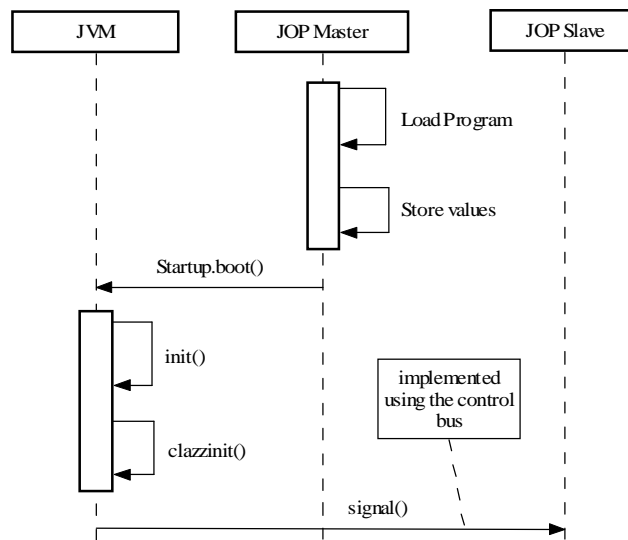 JVM
JOP Master
JOP Slave
Load Program
Store values
Startup.boot()
init()
implemented
using the control
bus
clazzinit()
signal()